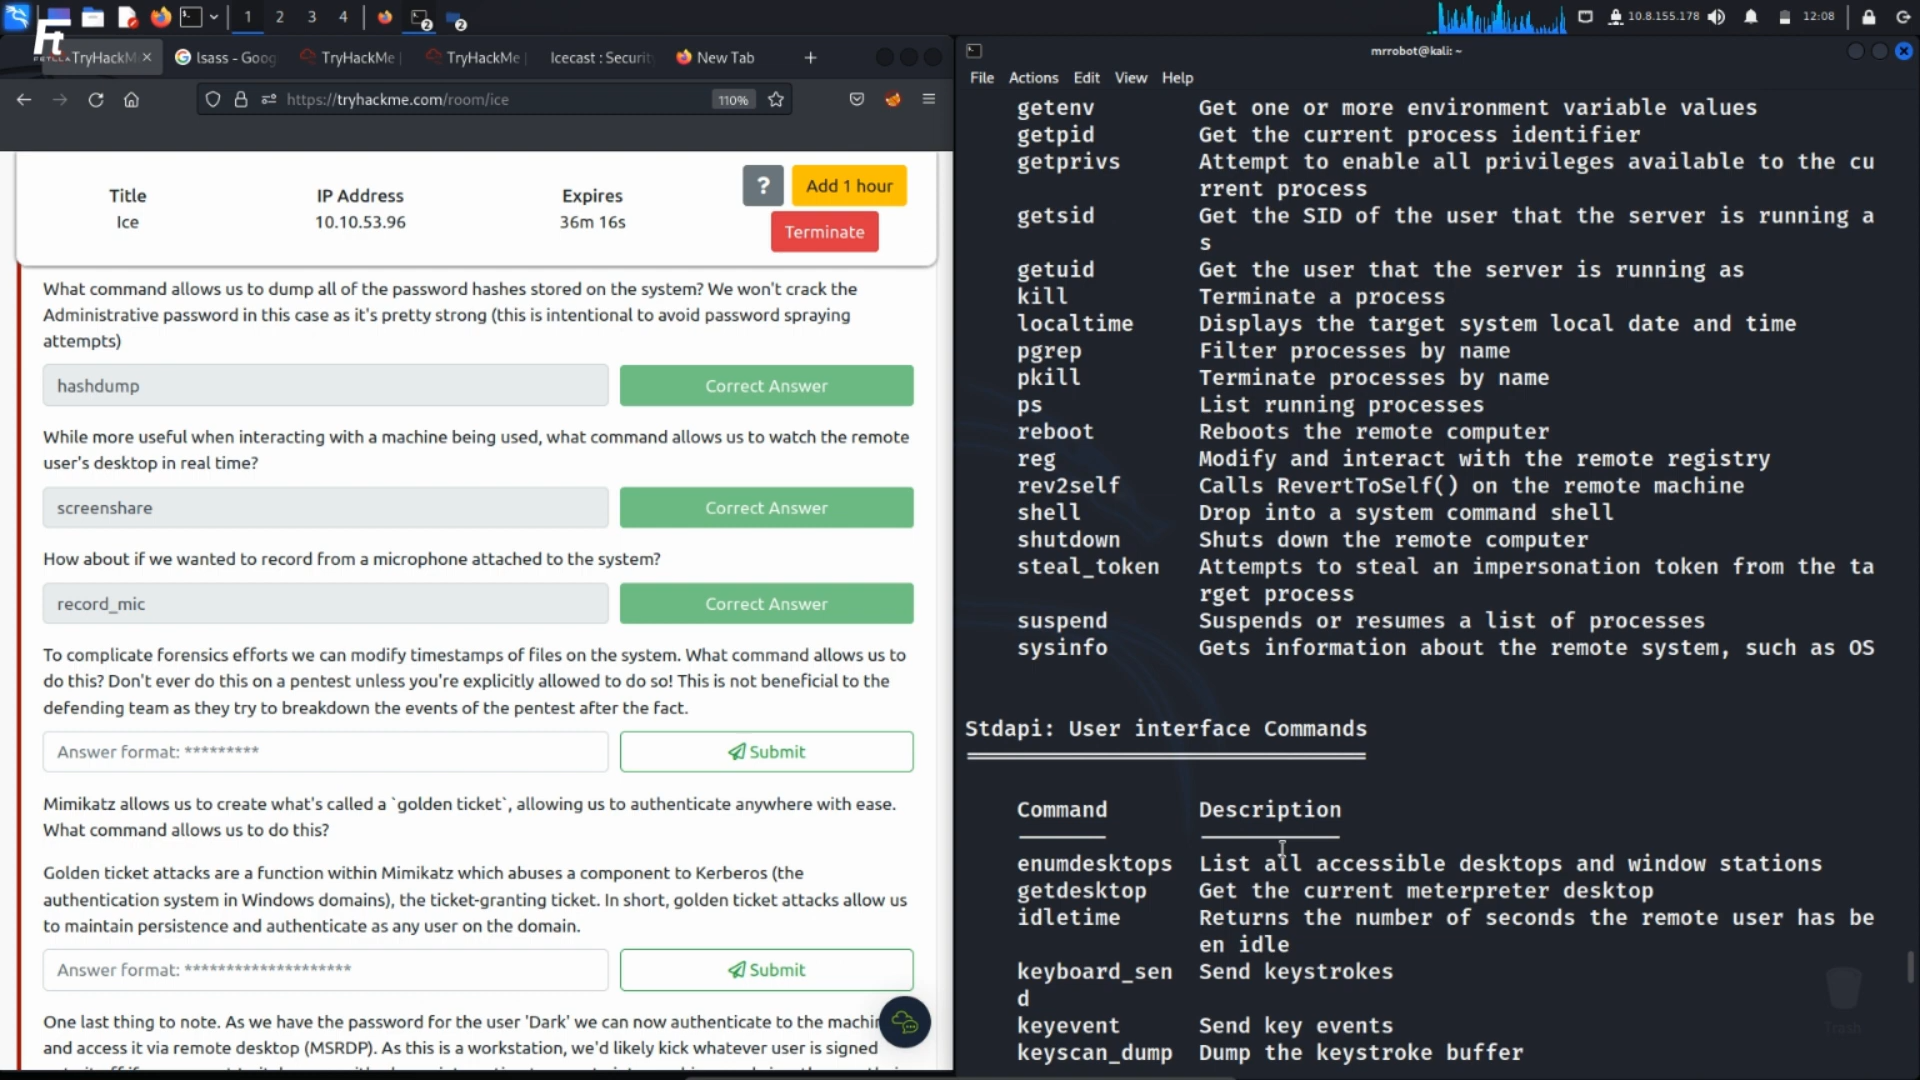 1 2 3 4
2
2
10.8.155.178
12:08
Ft
FETLLA
TryHackM
lsass - Goog
TryHackMe
TryHackMe
Icecast : Securit
New Tab
https://tryhackme.com/room/ice
110%
Title
IP Address
Expires
Ice
10.10.53.96
36m 16s
?
Add 1 hour
Terminate
What command allows us to dump all of the password hashes stored on the system? We won't crack the
Administrative password in this case as it's pretty strong (this is intentional to avoid password spraying
attempts)
hashdump
Correct Answer
While more useful when interacting with a machine being used, what command allows us to watch the remote
user's desktop in real time?
screenshare
Correct Answer
How about if we wanted to record from a microphone attached to the system?
record_mic
Correct Answer
To complicate forensics efforts we can modify timestamps of files on the system. What command allows us to
do this? Don't ever do this on a pentest unless you're explicitly allowed to do so! This is not beneficial to the
defending team as they try to breakdown the events of the pentest after the fact.
Answer format: *********
Submit
Mimikatz allows us to create what's called a `golden ticket`, allowing us to authenticate anywhere with ease.
What command allows us to do this?
Golden ticket attacks are a function within Mimikatz which abuses a component to Kerberos (the
authentication system in Windows domains), the ticket-granting ticket. In short, golden ticket attacks allow us
to maintain persistence and authenticate as any user on the domain.
Answer format: ********************
Submit
One last thing to note. As we have the password for the user 'Dark' we can now authenticate to the machin
and access it via remote desktop (MSRDP). As this is a workstation, we'd likely kick whatever user is signed
mrrobot@kali: ~
File Actions Edit View Help
getenv Get one or more environment variable values
getpid Get the current process identifier
getprivs Attempt to enable all privileges available to the cu
rrent process
getsid Get the SID of the user that the server is running a
s
getuid Get the user that the server is running as
kill Terminate a process
localtime Displays the target system local date and time
pgrep Filter processes by name
pkill Terminate processes by name
ps List running processes
reboot Reboots the remote computer
reg Modify and interact with the remote registry
rev2self Calls RevertToSelf() on the remote machine
shell Drop into a system command shell
shutdown Shuts down the remote computer
steal_token Attempts to steal an impersonation token from the ta
rget process
suspend Suspends or resumes a list of processes
sysinfo Gets information about the remote system, such as OS
Stdapi: User interface Commands
Command Description
enumdesktops List all accessible desktops and window stations
getdesktop Get the current meterpreter desktop
idletime Returns the number of seconds the remote user has be
en idle
keyboard_sen Send keystrokes
d
keyevent Send key events
keyscan_dump Dump the keystroke buffer
Trash